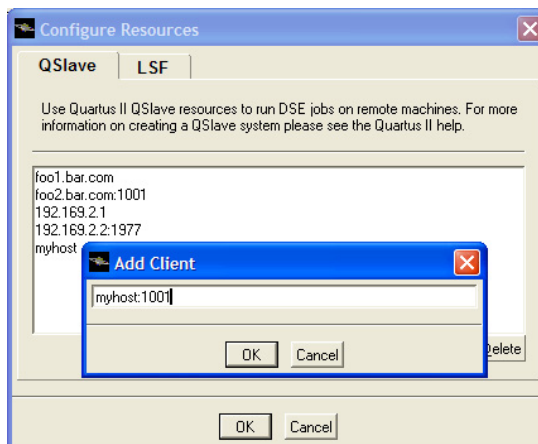 Configure Resources
QSlave
LSF
Use Quartus II QSlave resources to run DSE jobs on remote machines. For more
information on creating a QSlave system please see the Quartus II help.
foo1.bar.com
foo2.bar.com:1001
192.169.2.1
192.169.2.2:1977
myhost
Add Client
myhost:1001
OK
Cancel
Delete
OK
Cancel